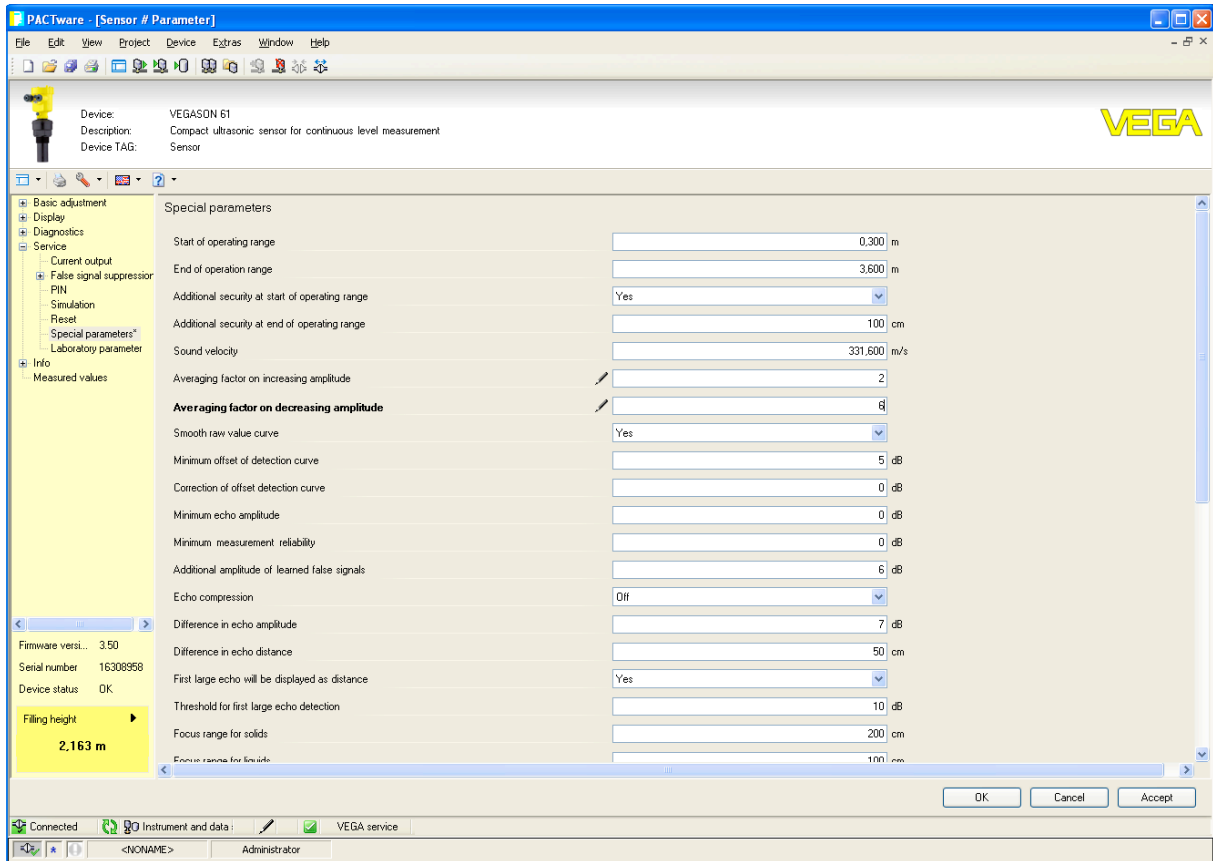 PACTware - [Sensor # Parameter]
File Edit View Project Device Extras Window Help
Device: VEGASON 61
Description: Compact ultrasonic sensor for continuous level measurement
Device TAG: Sensor
VEGA
Basic adjustment
Display
Diagnostics
Service
Current output
False signal suppression
PIN
Simulation
Reset
Special parameters*
Laboratory parameter
Info
Measured values
Firmware versi... 3.50
Serial number 16308958
Device status OK
Filling height
2,163 m
Special parameters
Start of operating range 0,300 m
End of operation range 3,600 m
Additional security at start of operating range Yes
Additional security at end of operating range 100 cm
Sound velocity 331,600 m/s
Averaging factor on increasing amplitude 2
Averaging factor on decreasing amplitude 6
Smooth raw value curve Yes
Minimum offset of detection curve 5 dB
Correction of offset detection curve 0 dB
Minimum echo amplitude 0 dB
Minimum measurement reliability 0 dB
Additional amplitude of learned false signals 6 dB
Echo compression Off
Difference in echo amplitude 7 dB
Difference in echo distance 50 cm
First large echo will be displayed as distance Yes
Threshold for first large echo detection 10 dB
Focus range for solids 200 cm
Focus range for liquids 100 cm
OK Cancel Accept
Connected Instrument and data : VEGA service
<NONAME> Administrator